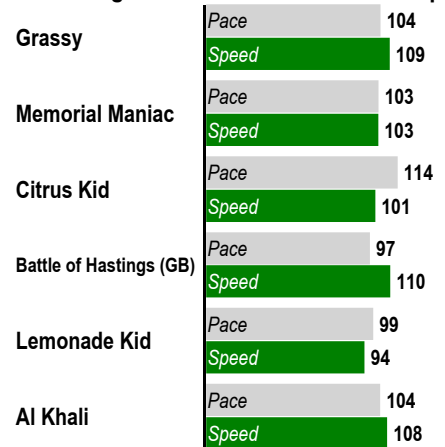 Grassy
Pace 104
Speed 109
Memorial Maniac
Pace 103
Speed 103
Citrus Kid
Pace 114
Speed 101
Battle of Hastings (GB)
Pace 97
Speed 110
Lemonade Kid
Pace 99
Speed 94
Al Khali
Pace 104
Speed 108